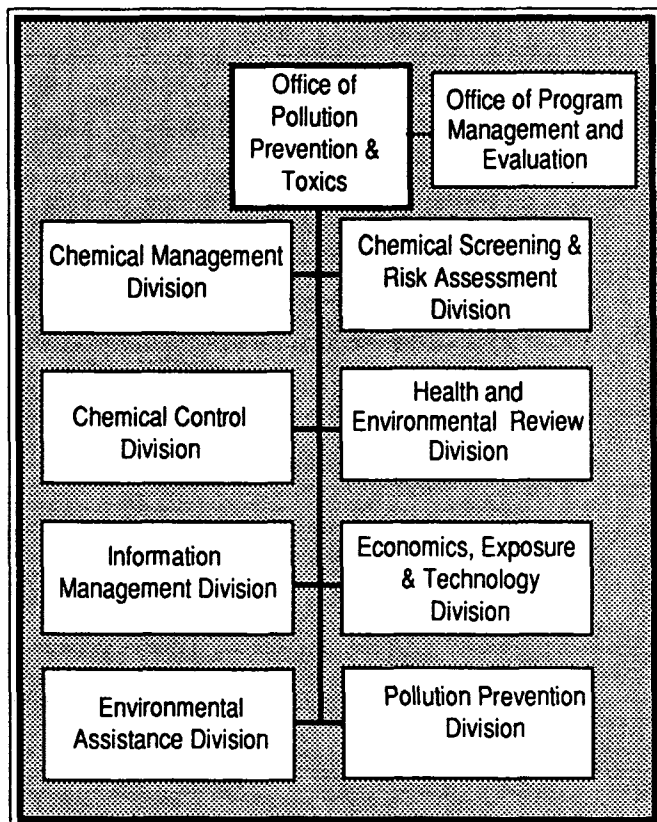 Office of
Pollution
Prevention &
Toxics
Office of Program
Management and
Evaluation
Chemical Management
Division
Chemical Screening &
Risk Assessment
Division
Chemical Control
Division
Health and
Environmental Review
Division
Information
Management Division
Economics, Exposure
& Technology
Division
Environmental
Assistance Division
Pollution Prevention
Division